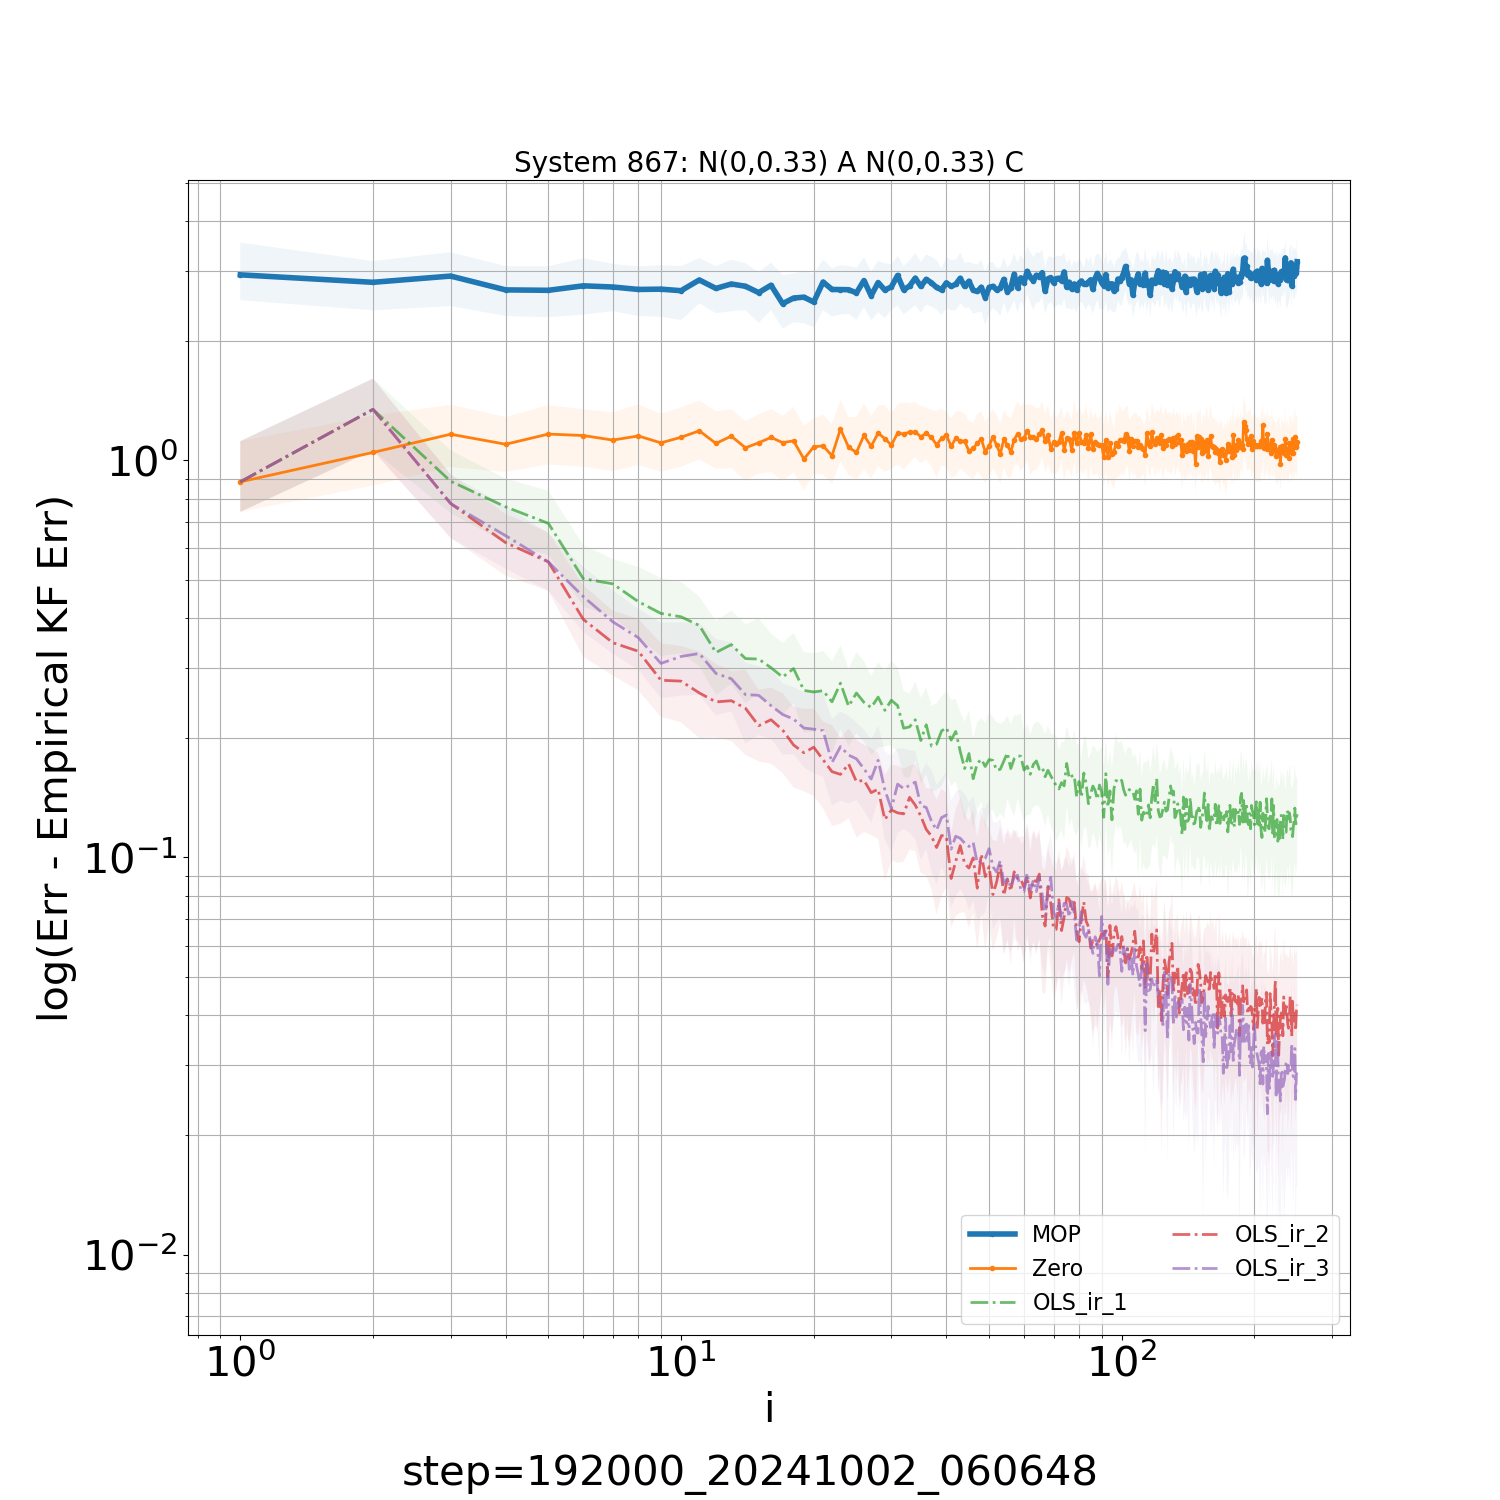 System 867: N(0,0.33) A N(0,0.33) C
log(Err - Empirical KF Err)
10^0
10^-1
10^-2
10^0 10^1 10^2
MOP
Zero
OLS_ir_1
OLS_ir_2
OLS_ir_3
i
step=192000_20241002_060648